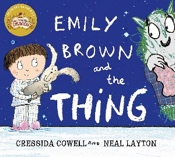 EMILY
BROWN
and the
THING
CRESSIDA COWELL AND NEAL LAYTON